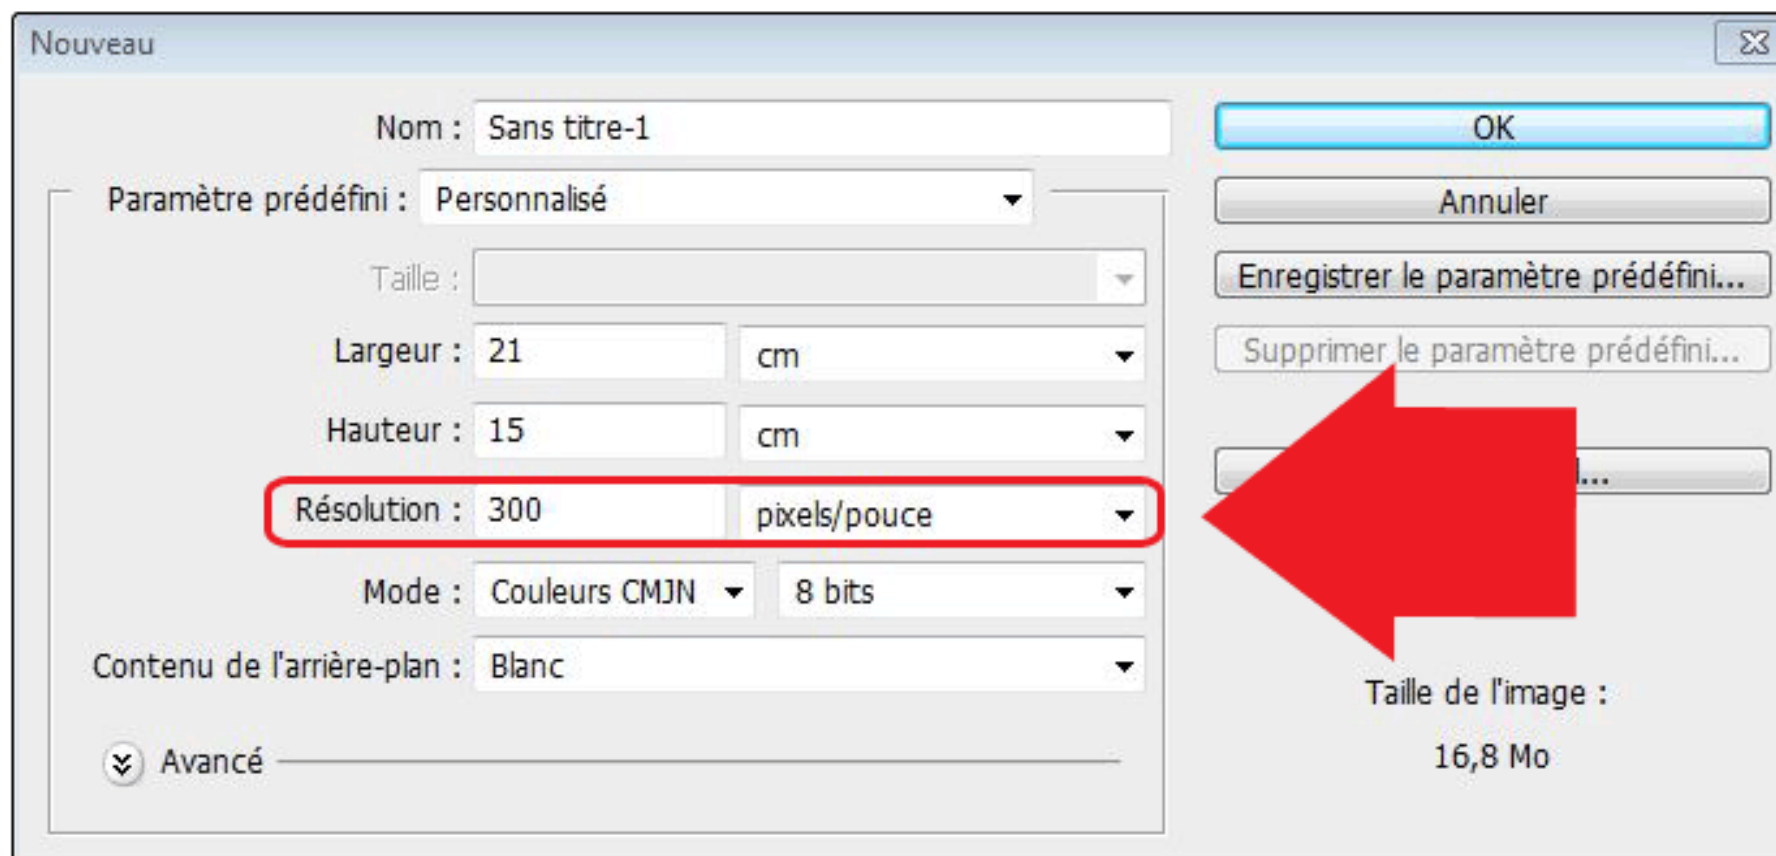 Nouveau
Nom : Sans titre-1
OK
Paramètre prédéfini : Personnalisé
Annuler
Taille :
Enregistrer le paramètre prédéfini...
Largeur : 21 cm
Supprimer le paramètre prédéfini...
Hauteur : 15 cm
Résolution : 300 pixels/pouce
Mode : Couleurs CMJN 8 bits
Contenu de l'arrière-plan : Blanc
Taille de l'image :
16,8 Mo
Avancé